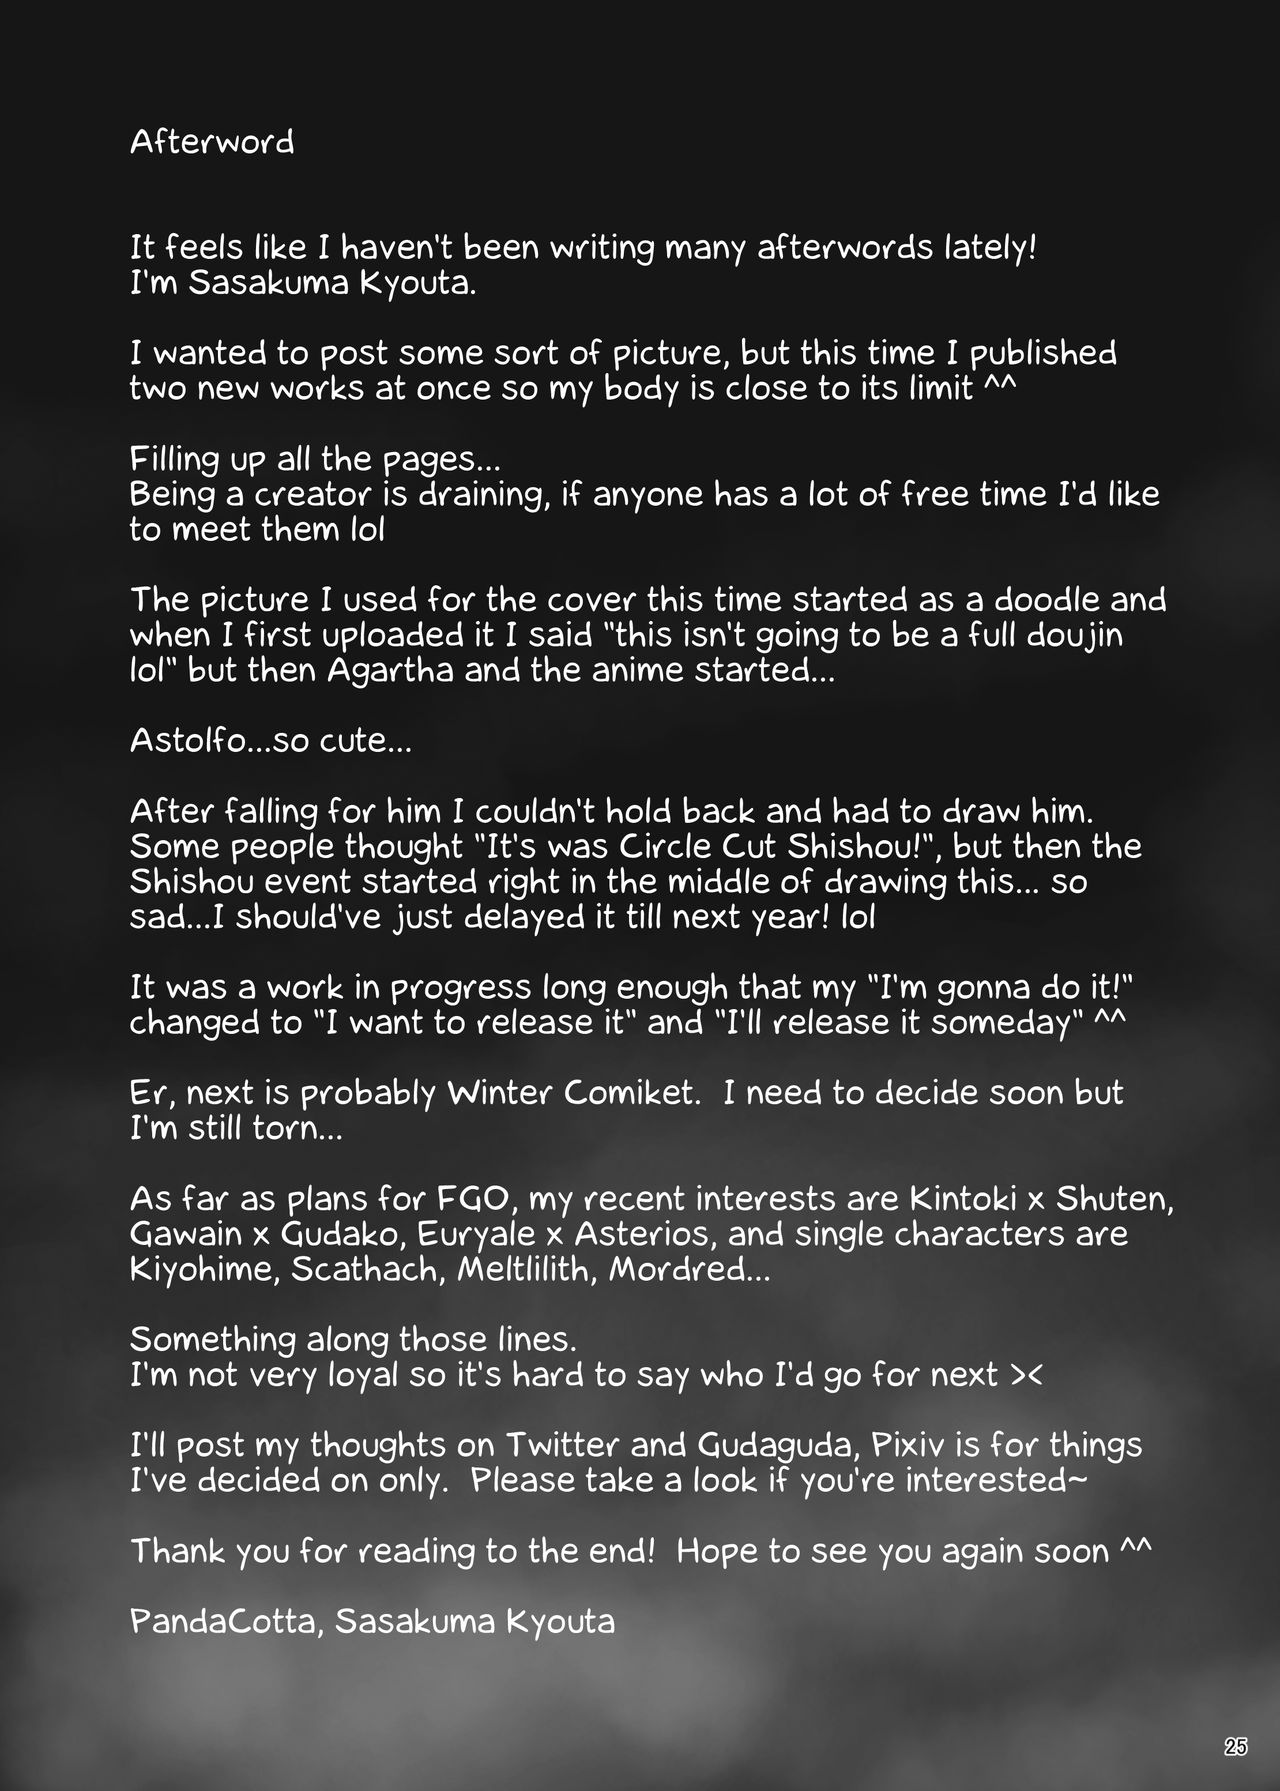 Afterword
It feels like I haven't been writing many afterwords lately!
I'm Sasakuma Kyouta.
I wanted to post some sort of picture, but this time I published
two new works at once so my body is close to its limit ^^
Filling up all the pages...
Being a creator is draining, if anyone has a lot of free time I'd like
to meet them lol
The picture I used for the cover this time started as a doodle and
when I first uploaded it I said "this isn't going to be a full doujin
lol" but then Agartha and the anime started...
Astolfo...so cute...
After falling for him I couldn't hold back and had to draw him.
Some people thought "It's was Circle Cut Shishou!", but then the
Shishou event started right in the middle of drawing this... so
sad...I should've just delayed it till next year! lol
It was a work in progress long enough that my "I'm gonna do it!"
changed to "I want to release it" and "I'll release it someday" ^^
Er, next is probably Winter Comiket.  I need to decide soon but
I'm still torn...
As far as plans for FGO, my recent interests are Kintoki x Shuten,
Gawain x Gudako, Euryale x Asterios, and single characters are
Kiyohime, Scathach, Meltlilith, Mordred...
Something along those lines.
I'm not very loyal so it's hard to say who I'd go for next ><
I'll post my thoughts on Twitter and Gudaguda, Pixiv is for things
I've decided on only.  Please take a look if you're interested~
Thank you for reading to the end!  Hope to see you again soon ^^
PandaCotta, Sasakuma Kyouta
25